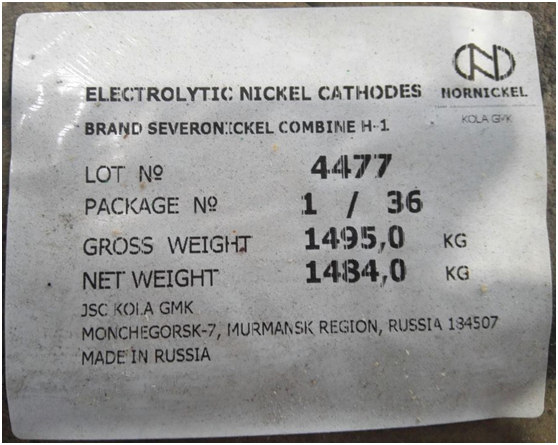 NORNICKEL
KOLA GMK
ELECTROLYTIC NICKEL CATHODES
BRAND SEVERONICKEL COMBINE H-1
LOT № 4477
PACKAGE № 1 / 36
GROSS WEIGHT 1495,0 KG
NET WEIGHT 1484,0 KG
JSC KOLA GMK
MONCHEGORSK-7, MURMANSK REGION, RUSSIA 184507
MADE IN RUSSIA